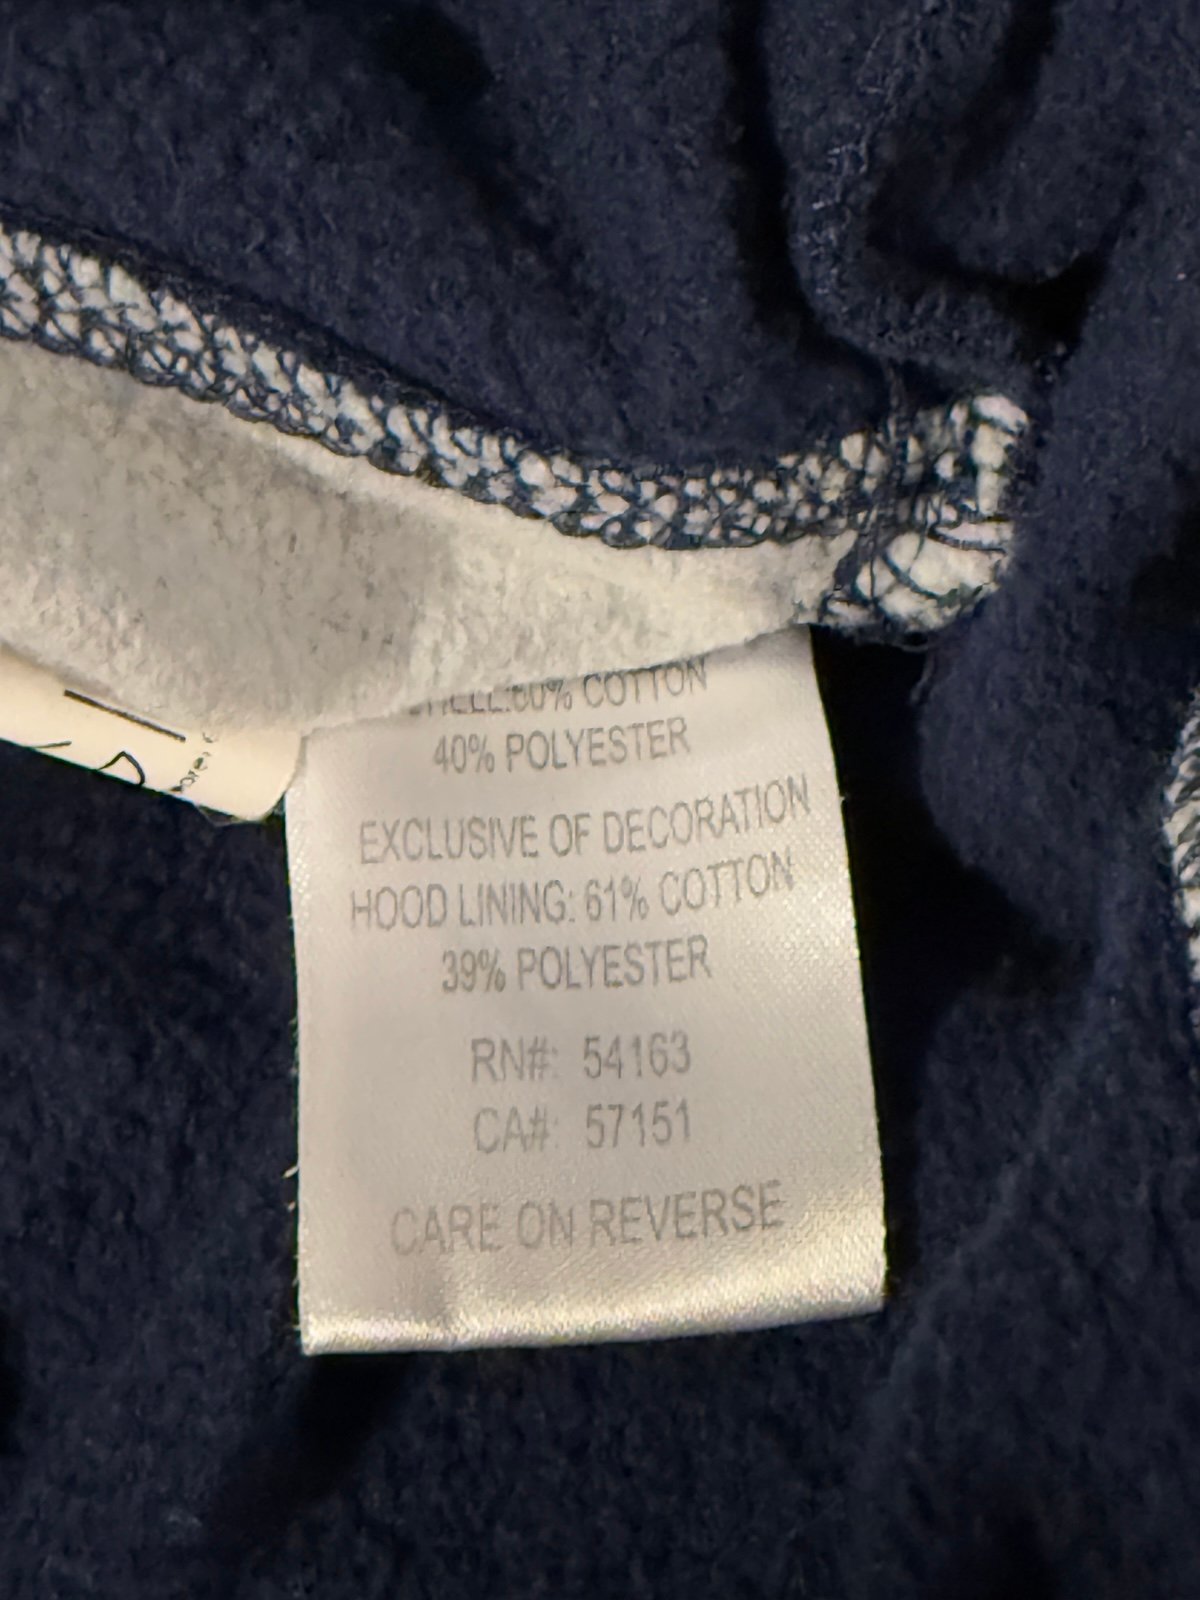 60% COTTON
40% POLYESTER
EXCLUSIVE OF DECORATION
HOOD LINING: 61% COTTON
39% POLYESTER
RN#: 54163
CA#: 57151
CARE ON REVERSE